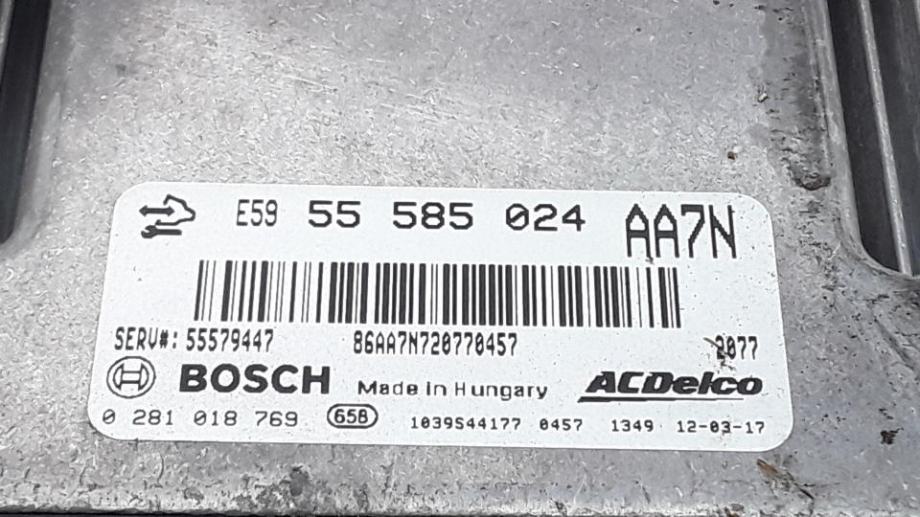 E59 55 585 024 AA7N
SERV#: 55579447 86AA7N720770457 2077
BOSCH Made in Hungary ACDelco
0 281 018 769 65B 1039S44177 0457 1349 12-03-17